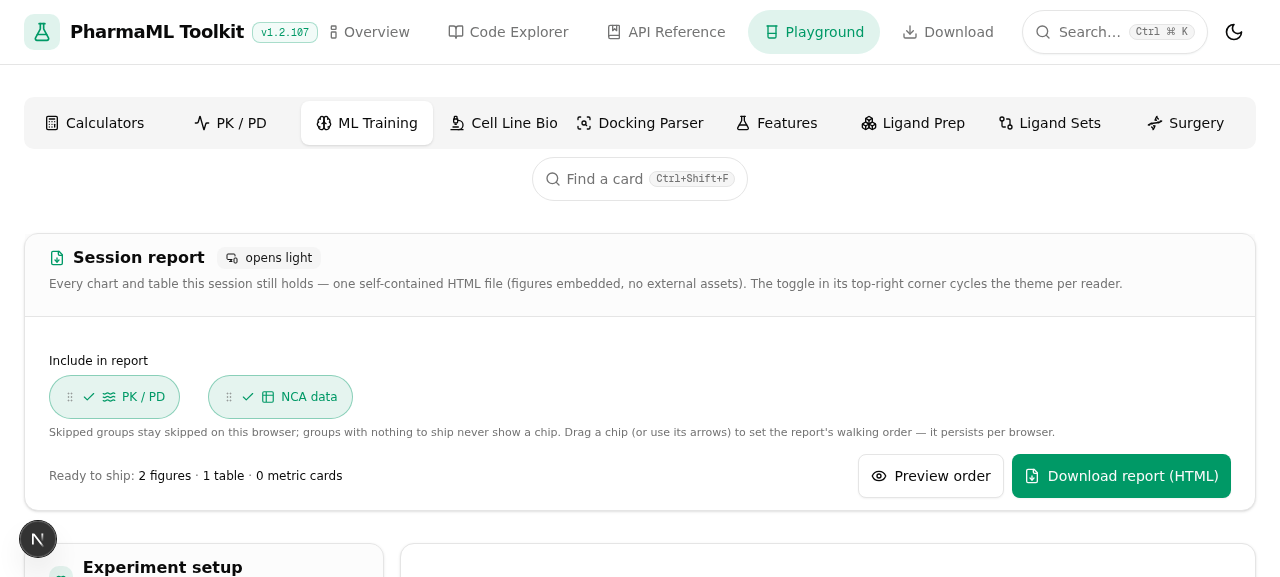 PharmaML Toolkit v1.2.107 Overview Code Explorer API Reference Playground Download Search... Ctrl ⌘ K
Calculators PK / PD ML Training Cell Line Bio Docking Parser Features Ligand Prep Ligand Sets Surgery
Find a card Ctrl+Shift+F
Session report opens light
Every chart and table this session still holds — one self-contained HTML file (figures embedded, no external assets). The toggle in its top-right corner cycles the theme per reader.
Include in report
PK / PD NCA data
Skipped groups stay skipped on this browser; groups with nothing to ship never show a chip. Drag a chip (or use its arrows) to set the report's walking order — it persists per browser.
Ready to ship: 2 figures · 1 table · 0 metric cards Preview order Download report (HTML)
N
Experiment setup